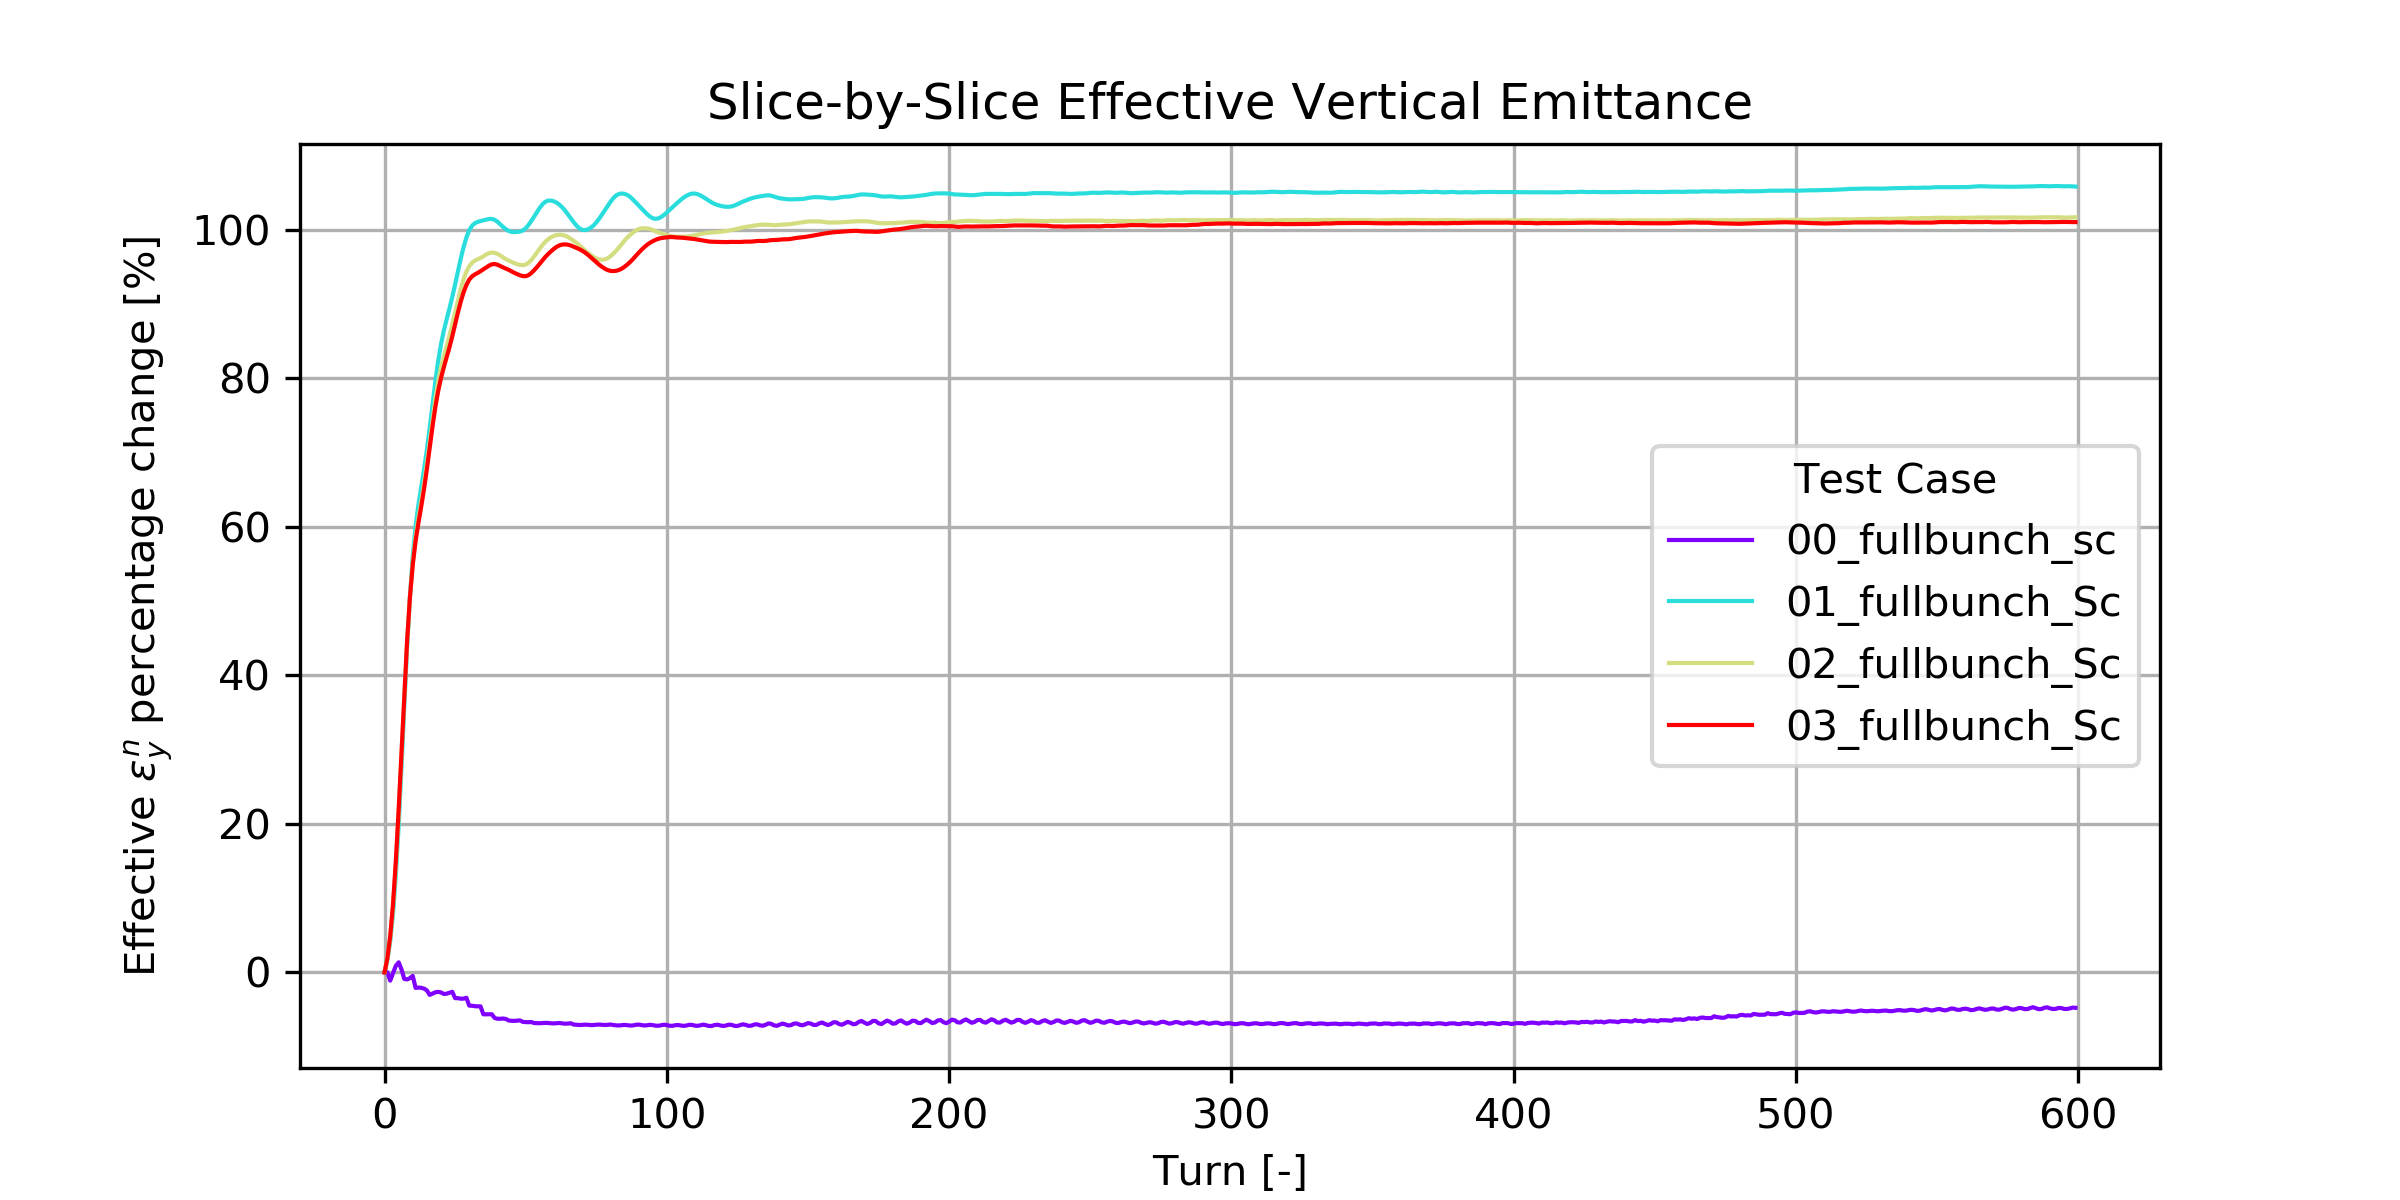 Slice-by-Slice Effective Vertical Emittance
Effective εⁿᵧ percentage change [%]
100
80
60
40
20
0
Test Case
00_fullbunch_sc
01_fullbunch_Sc
02_fullbunch_Sc
03_fullbunch_Sc
0 100 200 300 400 500 600
Turn [-]